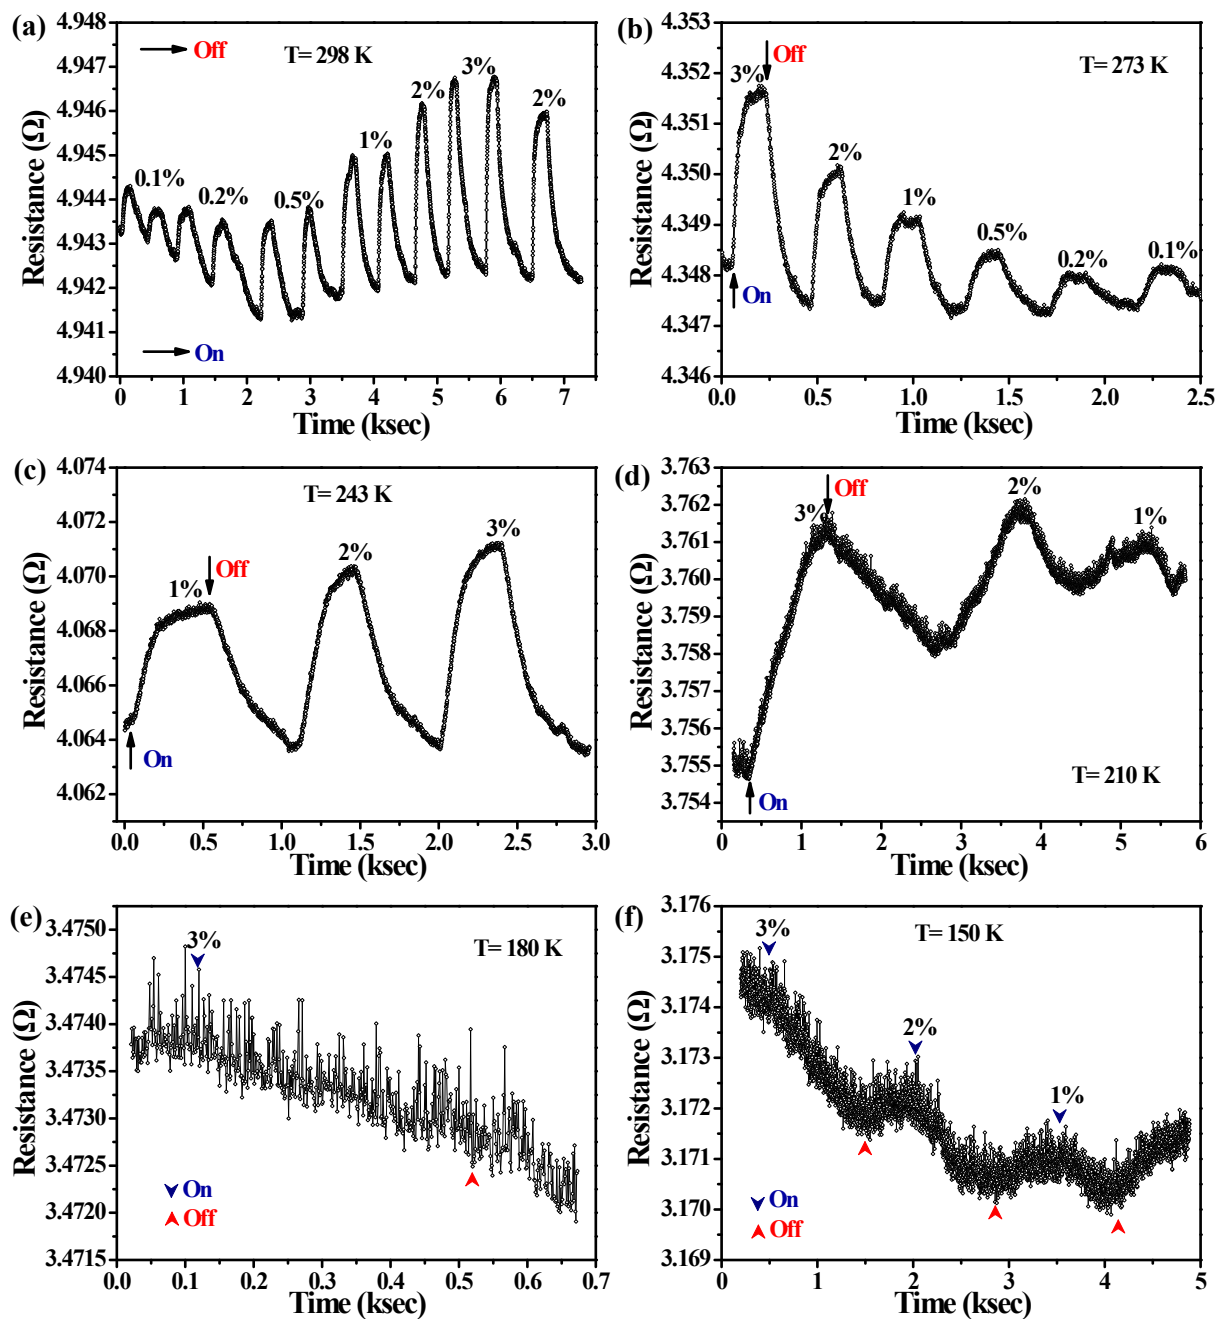 (a)
4.948
4.947
4.946
4.945
4.944
4.943
4.942
4.941
4.940
Resistance (Ω)
Off
T= 298 K
0.1%
0.2%
0.5%
1%
2%
3%
2%
On
0 1 2 3 4 5 6 7
Time (ksec)
(b)
4.353
4.352
4.351
4.350
4.349
4.348
4.347
4.346
Resistance (Ω)
Off
T= 273 K
3%
2%
1%
0.5%
0.2%
0.1%
On
0.0 0.5 1.0 1.5 2.0 2.5
Time (ksec)
(c)
4.074
4.072
4.070
4.068
4.066
4.064
4.062
Resistance (Ω)
T= 243 K
1%
Off
2%
3%
On
0.0 0.5 1.0 1.5 2.0 2.5 3.0
Time (ksec)
(d)
3.763
3.762
3.761
3.760
3.759
3.758
3.757
3.756
3.755
3.754
Resistance (Ω)
Off
3%
2%
1%
T= 210 K
On
0 1 2 3 4 5 6
Time (ksec)
(e)
3.4750
3.4745
3.4740
3.4735
3.4730
3.4725
3.4720
3.4715
Resistance (Ω)
3%
T= 180 K
On
Off
0.0 0.1 0.2 0.3 0.4 0.5 0.6 0.7
Time (ksec)
(f)
3.176
3.175
3.174
3.173
3.172
3.171
3.170
3.169
Resistance (Ω)
3%
T= 150 K
2%
1%
On
Off
0 1 2 3 4 5
Time (ksec)